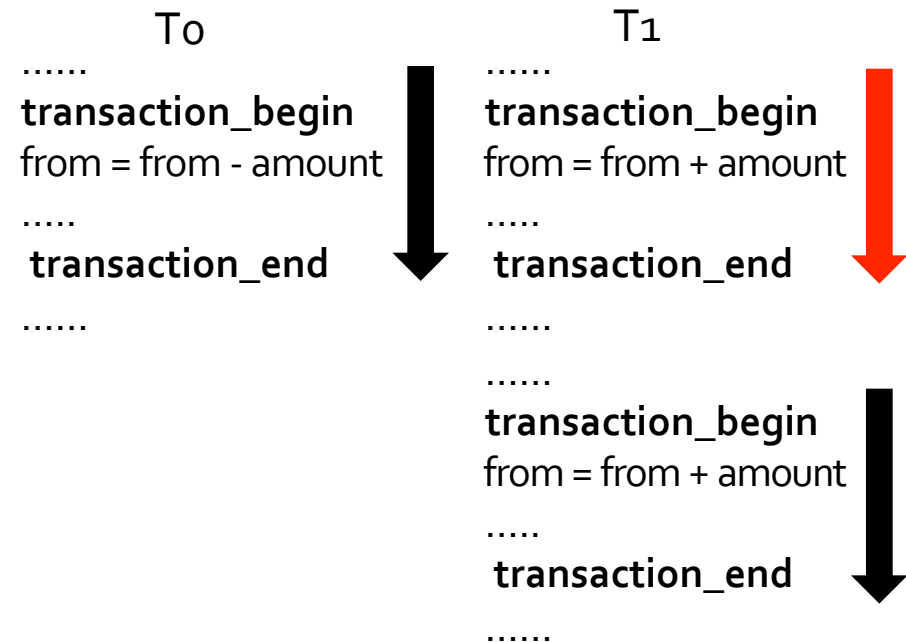 T0
......
transaction_begin
from = from - amount
.....
transaction_end
......
T1
......
transaction_begin
from = from + amount
.....
transaction_end
......
......
transaction_begin
from = from + amount
.....
transaction_end
......